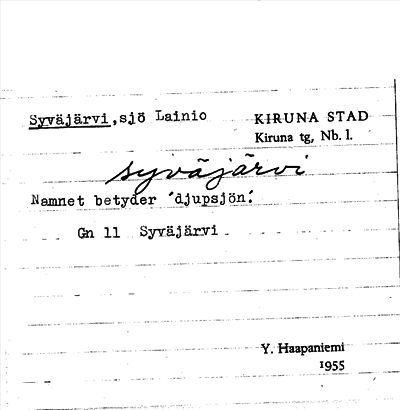 Syväjärvi, sjö Lainio KIRUNA STAD
Kiruna tg, Nb. l.
syväjärvi
Namnet betyder 'djupsjön'.
Gn 11 Syväjärvi
Y. Haapaniemi
1955